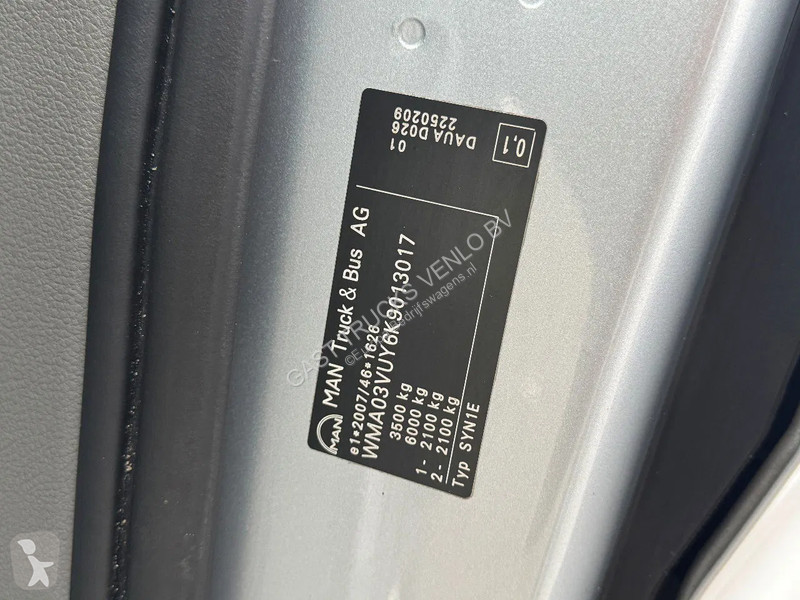 MAN
MAN Truck & Bus AG
e1*2007/46*1626
WMA03VUY6K9013017
3500 kg
6000 kg
1 - 2100 kg
2 - 2100 kg
Typ SYN1E
01
DAUA D026
2250209
0,1
GAST TRUCKS VENLO BV